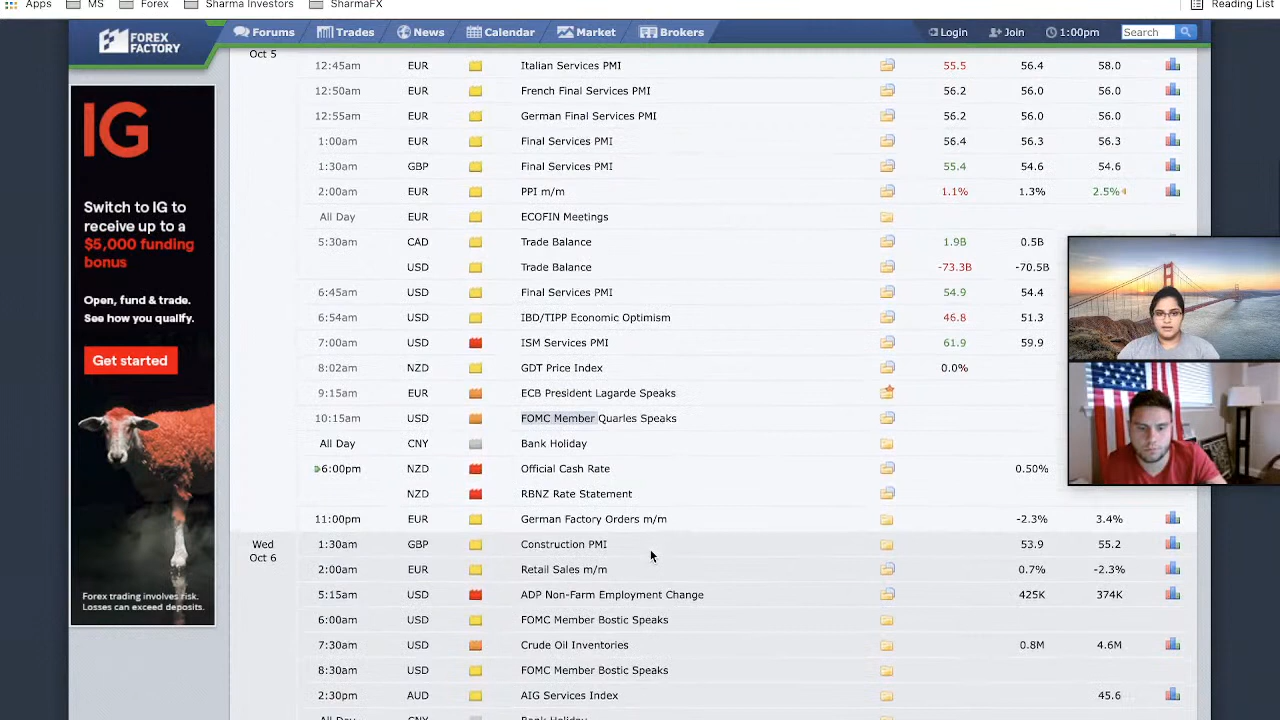 Apps MS Forex Sharma Investors SharmaFX Reading List
FOREX FACTORY Forums Trades News Calendar Market Brokers Login Join 1:00pm Search
Oct 5
12:45am EUR Italian Services PMI 55.5 56.4 58.0
12:50am EUR French Final Services PMI 56.2 56.0 56.0
12:55am EUR German Final Services PMI 56.2 56.0 56.0
1:00am EUR Final Services PMI 56.4 56.3 56.3
1:30am GBP Final Services PMI 55.4 54.6 54.6
2:00am EUR PPI m/m 1.1% 1.3% 2.5%
All Day EUR ECOFIN Meetings
5:30am CAD Trade Balance 1.9B 0.5B
USD Trade Balance -73.3B -70.5B
6:45am USD Final Services PMI 54.9 54.4
6:54am USD IBD/TIPP Economic Optimism 46.8 51.3
7:00am USD ISM Services PMI 61.9 59.9
8:02am NZD GDT Price Index 0.0%
9:15am EUR ECB President Lagarde Speaks
10:15am USD FOMC Member Quarles Speaks
All Day CNY Bank Holiday
6:00pm NZD Official Cash Rate 0.50%
NZD RBNZ Rate Statement
11:00pm EUR German Factory Orders m/m -2.3% 3.4%
Wed
Oct 6
1:30am GBP Construction PMI 53.9 55.2
2:00am EUR Retail Sales m/m 0.7% -2.3%
5:15am USD ADP Non-Farm Employment Change 425K 374K
6:00am USD FOMC Member Bostic Speaks
7:30am USD Crude Oil Inventories 0.8M 4.6M
8:30am USD FOMC Member Bostic Speaks
2:30pm AUD AIG Services Index 45.6
IG
Switch to IG to
receive up to a
$5,000 funding
bonus
Open, fund & trade.
See how you qualify.
Get started
Forex trading involves risk.
Losses can exceed deposits.